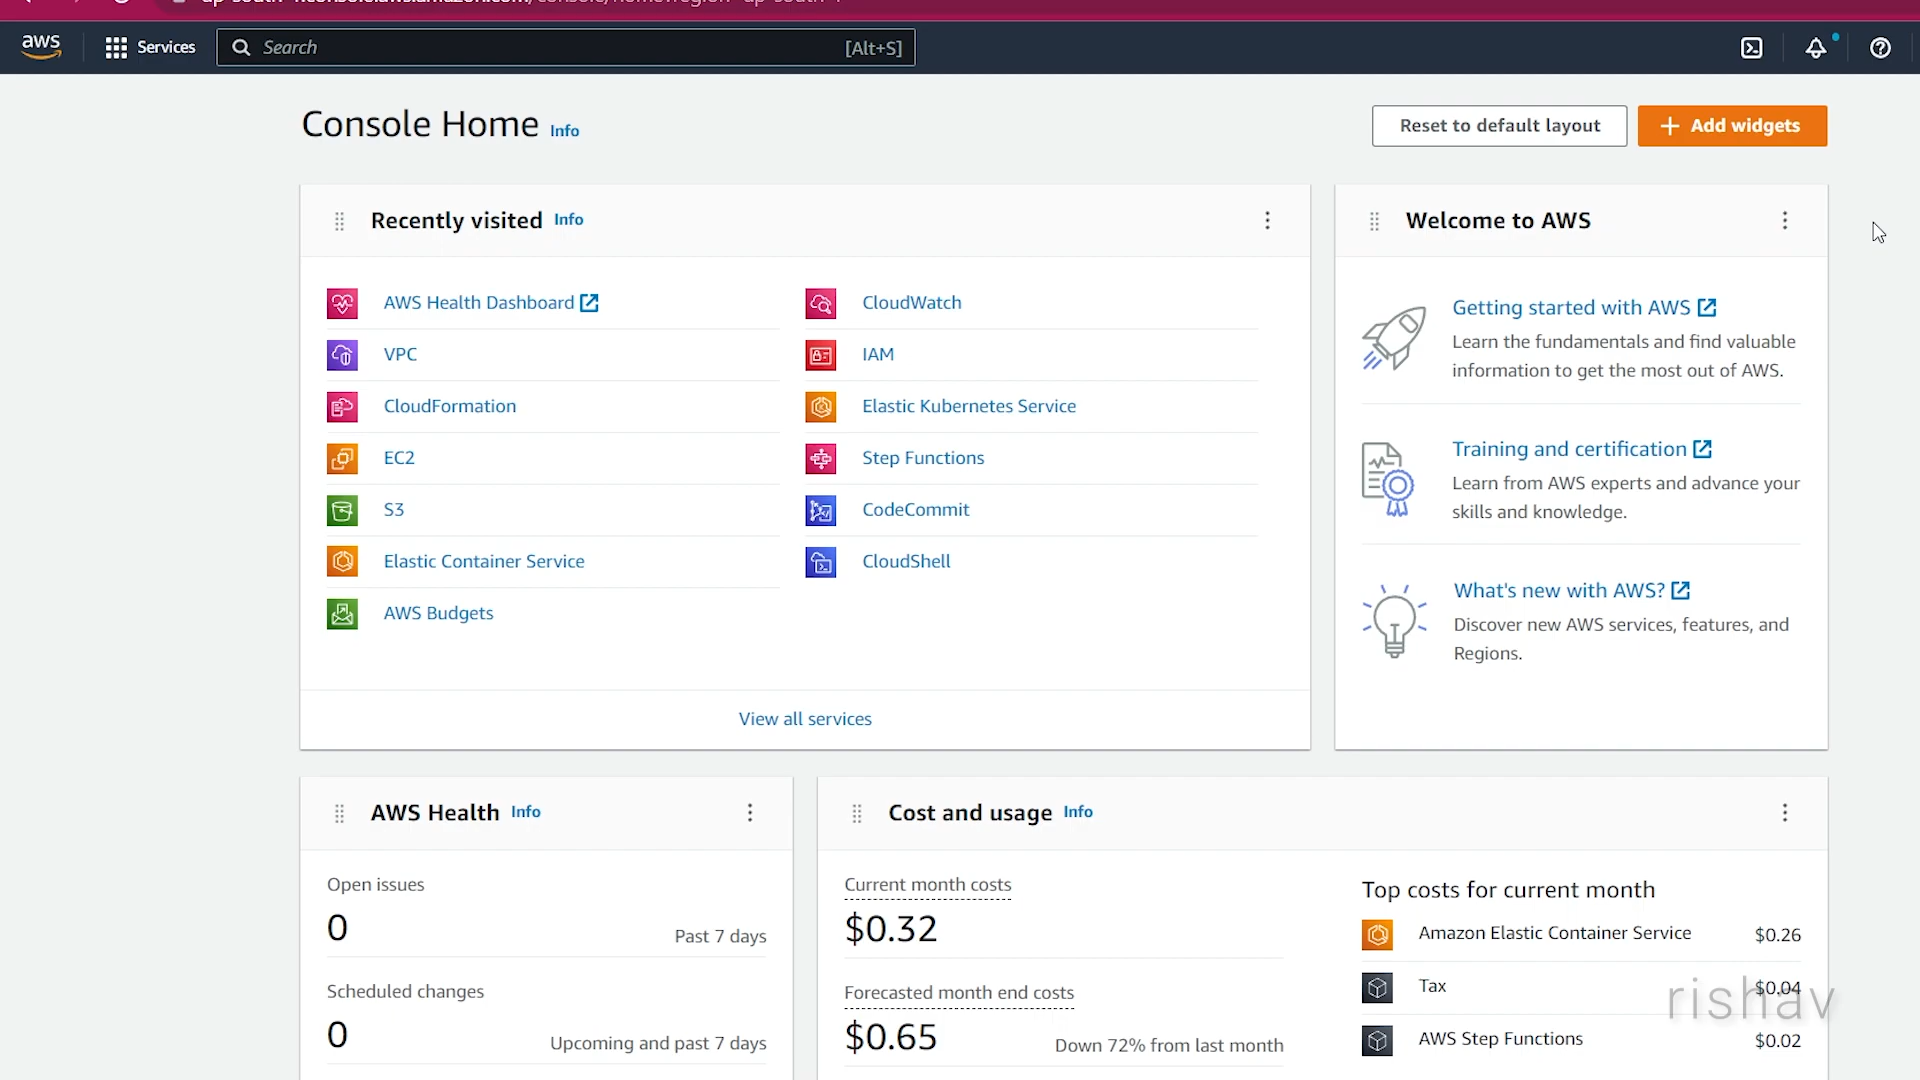 aws
Services
Search
[Alt+S]
Console Home Info
Reset to default layout
+ Add widgets
Recently visited Info
AWS Health Dashboard
VPC
CloudFormation
EC2
S3
Elastic Container Service
AWS Budgets
CloudWatch
IAM
Elastic Kubernetes Service
Step Functions
CodeCommit
CloudShell
View all services
Welcome to AWS
Getting started with AWS
Learn the fundamentals and find valuable
information to get the most out of AWS.
Training and certification
Learn from AWS experts and advance your
skills and knowledge.
What's new with AWS?
Discover new AWS services, features, and
Regions.
AWS Health Info
Open issues
0
Past 7 days
Scheduled changes
0
Upcoming and past 7 days
Cost and usage Info
Current month costs
$0.32
Forecasted month end costs
$0.65
Down 72% from last month
Top costs for current month
Amazon Elastic Container Service $0.26
Tax $0.04
AWS Step Functions $0.02
rishav